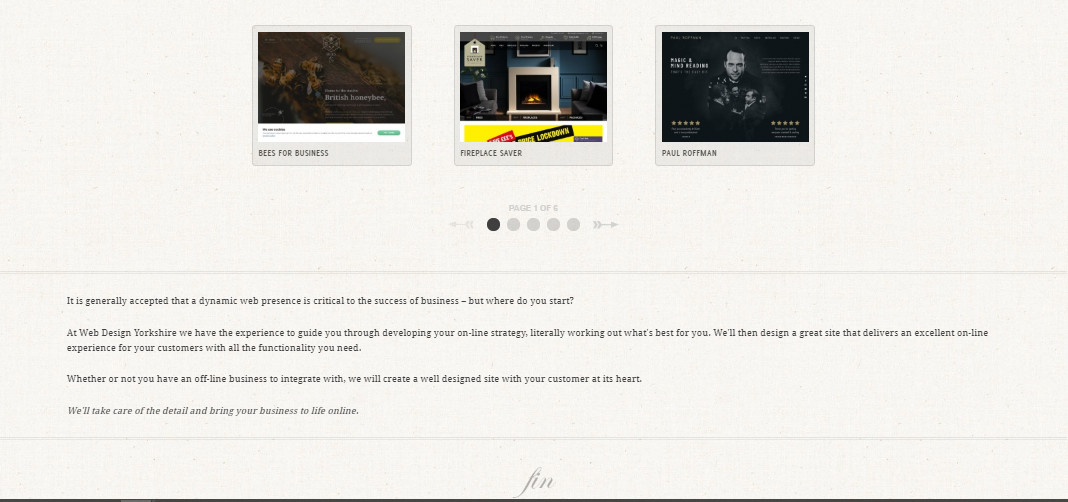 British honeybee.
We use cookies
SAVER
PRICE LOCKDOWN
PAUL ROFFMAN
MAGIC &
MIND READING
BEES FOR BUSINESS
FIREPLACE SAVER
PAUL ROFFMAN
PAGE 1 OF 5
It is generally accepted that a dynamic web presence is critical to the success of business – but where do you start?
At Web Design Yorkshire we have the experience to guide you through developing your on-line strategy, literally working out what's best for you. We'll then design a great site that delivers an excellent on-line
experience for your customers with all the functionality you need.
Whether or not you have an off-line business to integrate with, we will create a well designed site with your customer at its heart.
We'll take care of the detail and bring your business to life online.
fin